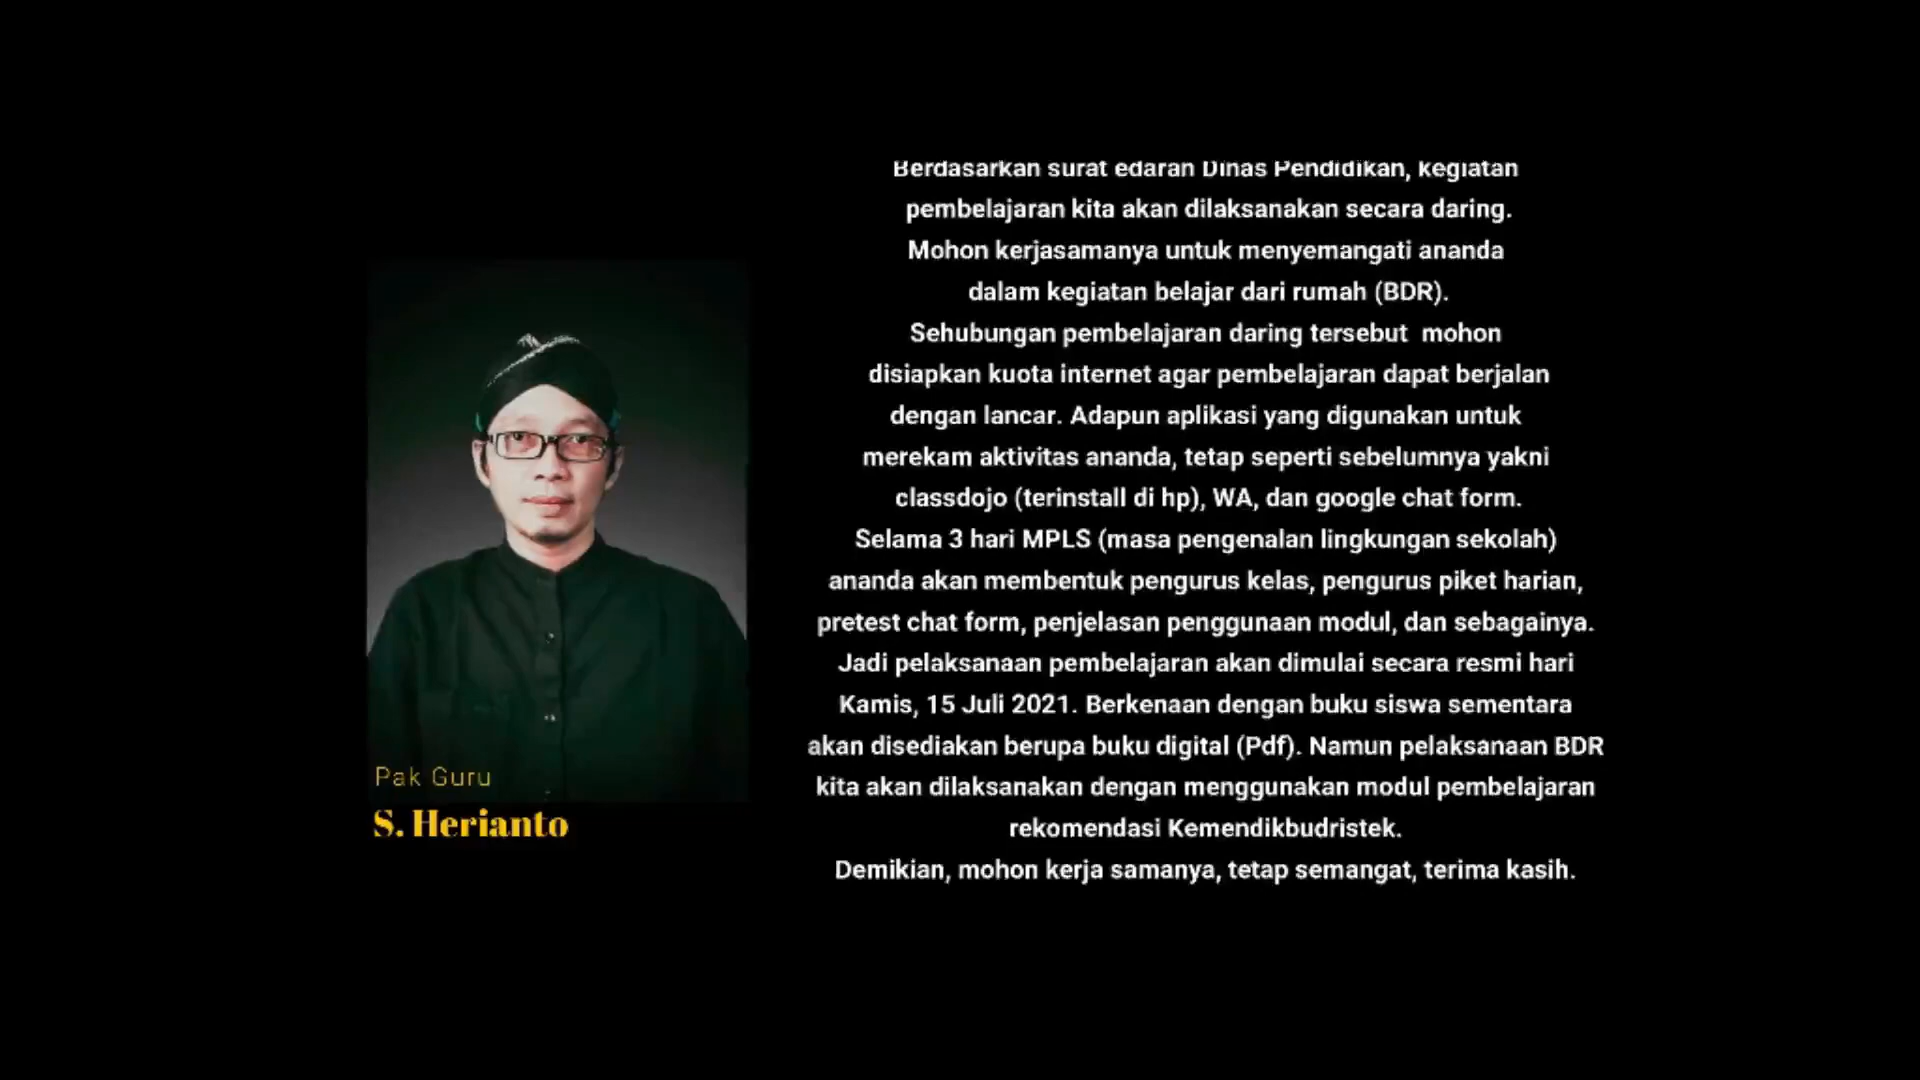 Pak Guru
S. Herianto
Berdasarkan surat edaran Dinas Pendidikan, kegiatan
pembelajaran kita akan dilaksanakan secara daring.
Mohon kerjasamanya untuk menyemangati ananda
dalam kegiatan belajar dari rumah (BDR).
Sehubungan pembelajaran daring tersebut  mohon
disiapkan kuota internet agar pembelajaran dapat berjalan
dengan lancar. Adapun aplikasi yang digunakan untuk
merekam aktivitas ananda, tetap seperti sebelumnya yakni
classdojo (terinstall di hp), WA, dan google chat form.
Selama 3 hari MPLS (masa pengenalan lingkungan sekolah)
ananda akan membentuk pengurus kelas, pengurus piket harian,
pretest chat form, penjelasan penggunaan modul, dan sebagainya.
Jadi pelaksanaan pembelajaran akan dimulai secara resmi hari
Kamis, 15 Juli 2021. Berkenaan dengan buku siswa sementara
akan disediakan berupa buku digital (Pdf). Namun pelaksanaan BDR
kita akan dilaksanakan dengan menggunakan modul pembelajaran
rekomendasi Kemendikbudristek.
Demikian, mohon kerja samanya, tetap semangat, terima kasih.